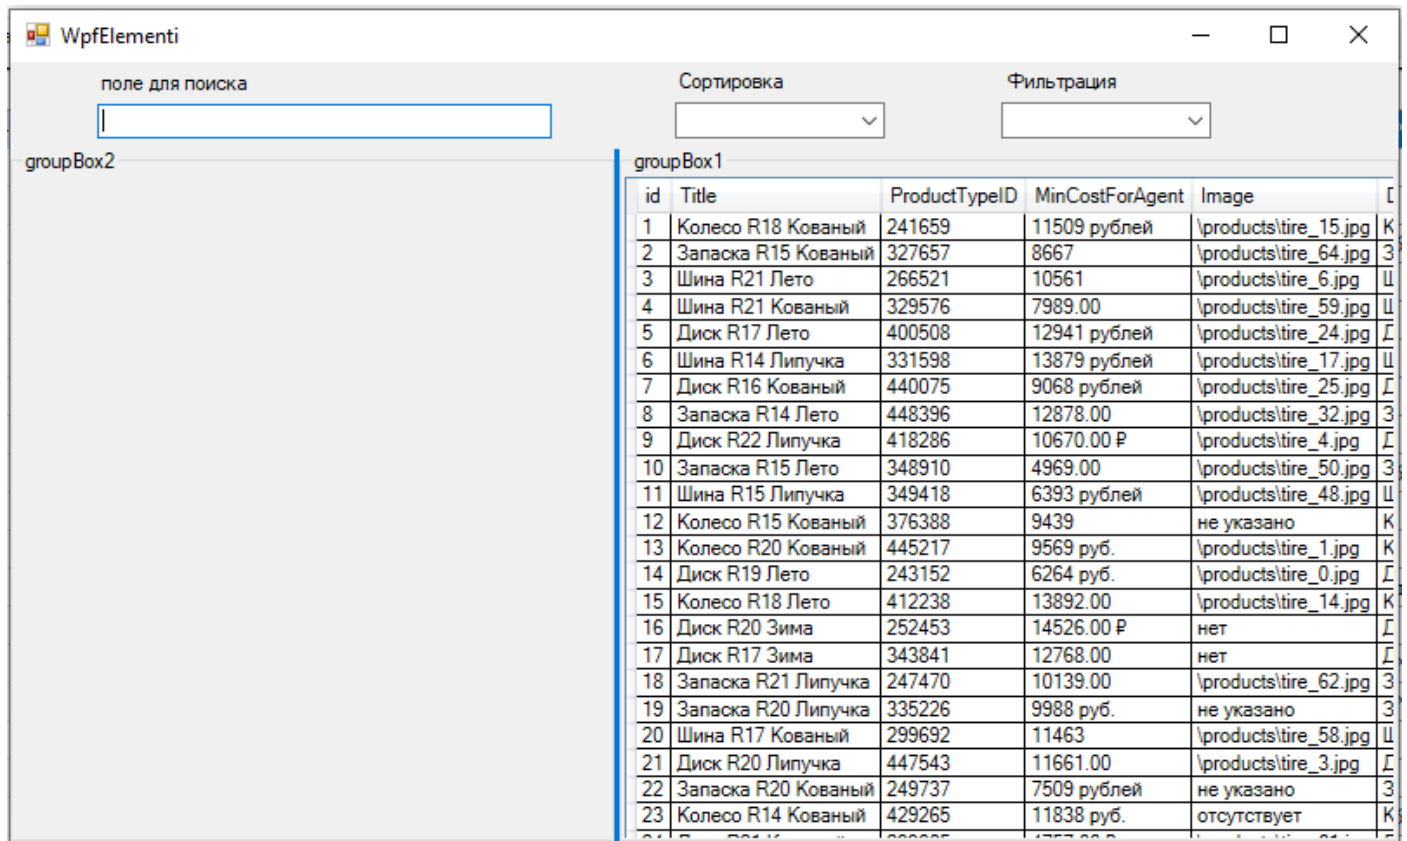 WpfElementi
поле для поиска Сортировка Фильтрация
groupBox2 groupBox1
id Title ProductTypeID MinCostForAgent Image
1 Колесо R18 Кованый 241659 11509 рублей \products\tire_15.jpg
2 Запаска R15 Кованый 327657 8667 \products\tire_64.jpg
3 Шина R21 Лето 266521 10561 \products\tire_6.jpg
4 Шина R21 Кованый 329576 7989.00 \products\tire_59.jpg
5 Диск R17 Лето 400508 12941 рублей \products\tire_24.jpg
6 Шина R14 Липучка 331598 13879 рублей \products\tire_17.jpg
7 Диск R16 Кованый 440075 9068 рублей \products\tire_25.jpg
8 Запаска R14 Лето 448396 12878.00 \products\tire_32.jpg
9 Диск R22 Липучка 418286 10670.00 ₽ \products\tire_4.jpg
10 Запаска R15 Лето 348910 4969.00 \products\tire_50.jpg
11 Шина R15 Липучка 349418 6393 рублей \products\tire_48.jpg
12 Колесо R15 Кованый 376388 9439 не указано
13 Колесо R20 Кованый 445217 9569 руб. \products\tire_1.jpg
14 Диск R19 Лето 243152 6264 руб. \products\tire_0.jpg
15 Колесо R18 Лето 412238 13892.00 \products\tire_14.jpg
16 Диск R20 Зима 252453 14526.00 ₽ нет
17 Диск R17 Зима 343841 12768.00 нет
18 Запаска R21 Липучка 247470 10139.00 \products\tire_62.jpg
19 Запаска R20 Липучка 335226 9988 руб. не указано
20 Шина R17 Кованый 299692 11463 \products\tire_58.jpg
21 Диск R20 Липучка 447543 11661.00 \products\tire_3.jpg
22 Запаска R20 Кованый 249737 7509 рублей не указано
23 Колесо R14 Кованый 429265 11838 руб. отсутствует